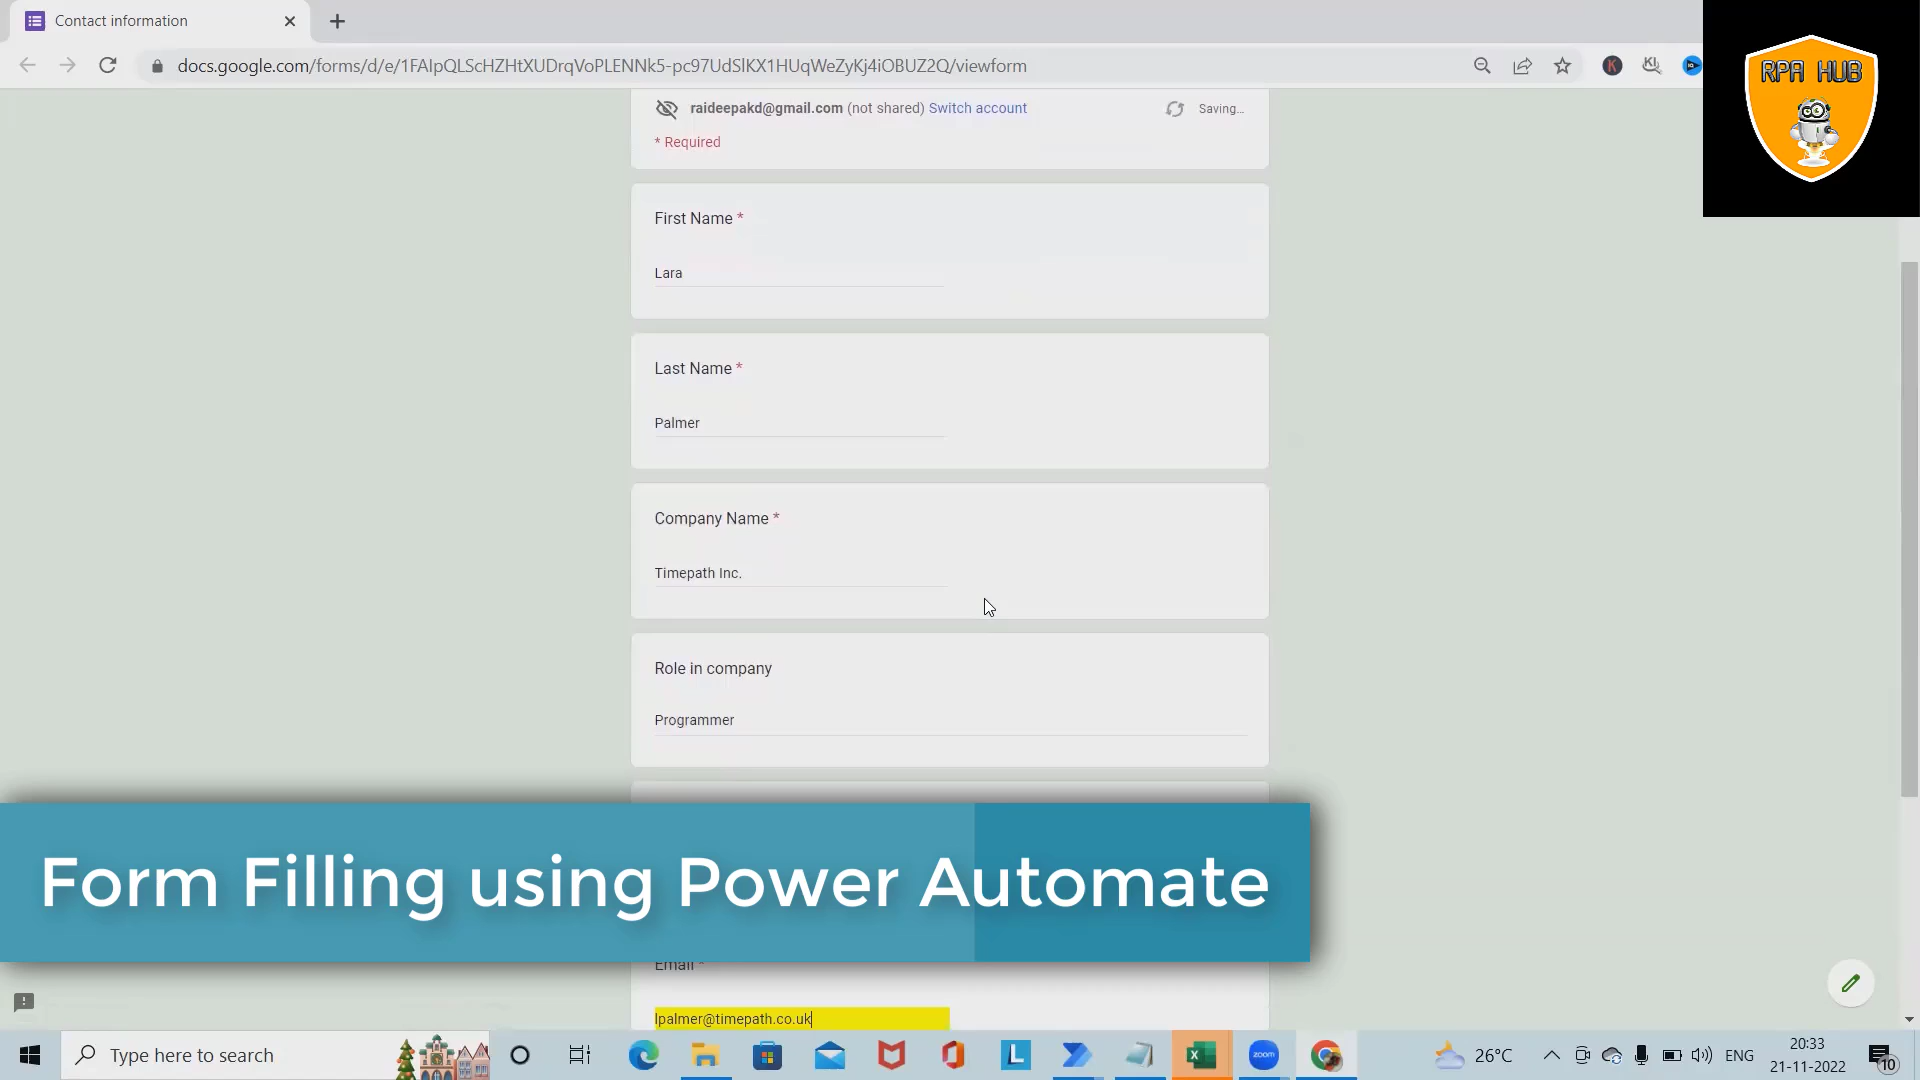 Contact information
docs.google.com/forms/d/e/1FAIpQLScHZHtXUDrqVoPLENNk5-pc97UdSlKX1HUqWeZyKj4iOBUZ2Q/viewform
RPA HUB
raideepakd@gmail.com (not shared) Switch account
Saving...
* Required
First Name *
Lara
Last Name *
Palmer
Company Name *
Timepath Inc.
Role in company
Programmer
Form Filling using Power Automate
Email *
lpalmer@timepath.co.uk
Type here to search
L
zoom
26°C
ENG
20:33
21-11-2022
10